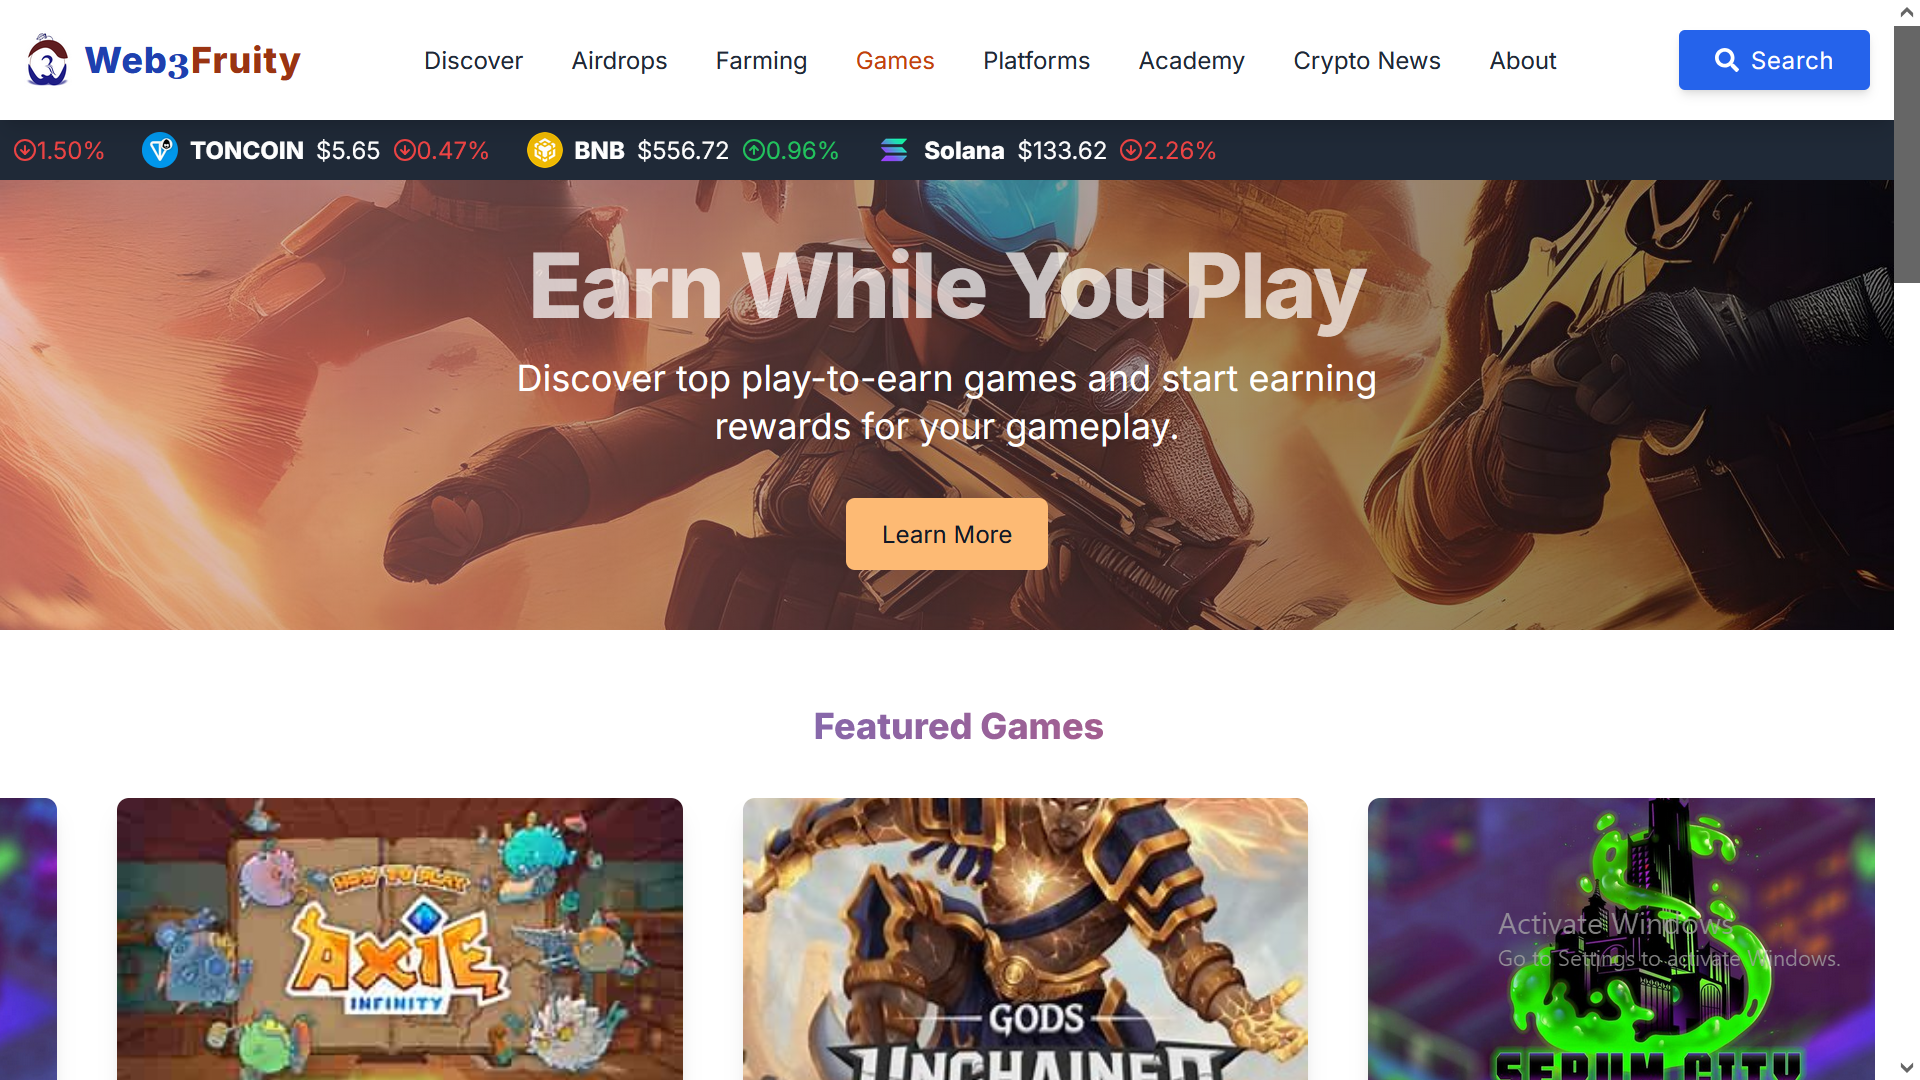 Web3Fruity
Discover Airdrops Farming Games Platforms Academy Crypto News About
Search
1.50% TONCOIN $5.65 0.47% BNB $556.72 0.96% Solana $133.62 2.26%
Earn While You Play
Discover top play-to-earn games and start earning
rewards for your gameplay.
Learn More
Featured Games
HOW TO PLAY
AXIE
INFINITY
GODS
UNCHAINED
Activate Windows
Go to Settings to activate Windows.
SERUM CITY